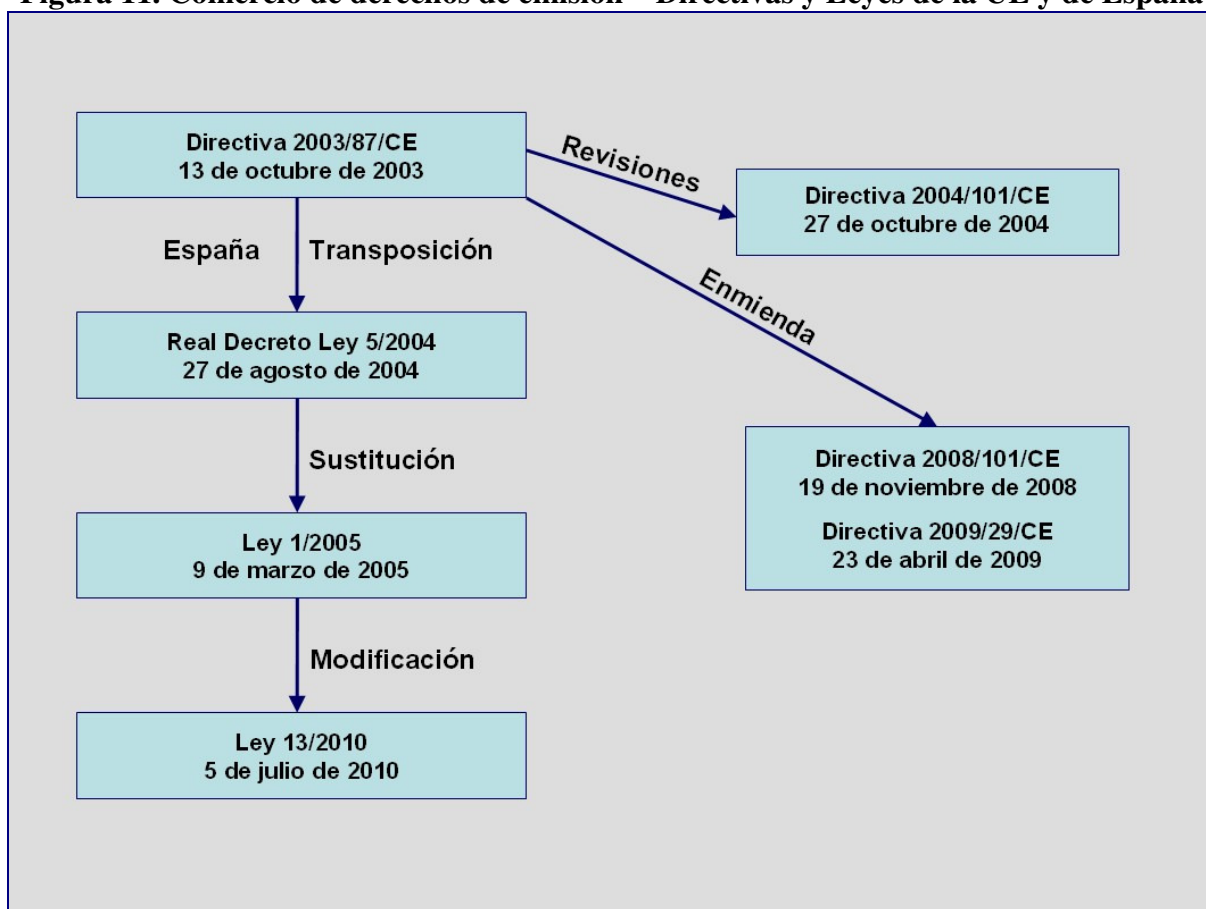 Figura 11. Comercio de derechos de emisión – Directivas y Leyes de la UE y de España
Directiva 2003/87/CE
13 de octubre de 2003
Revisiones
Directiva 2004/101/CE
27 de octubre de 2004
España Transposición
Enmienda
Real Decreto Ley 5/2004
27 de agosto de 2004
Sustitución
Directiva 2008/101/CE
19 de noviembre de 2008
Directiva 2009/29/CE
23 de abril de 2009
Ley 1/2005
9 de marzo de 2005
Modificación
Ley 13/2010
5 de julio de 2010